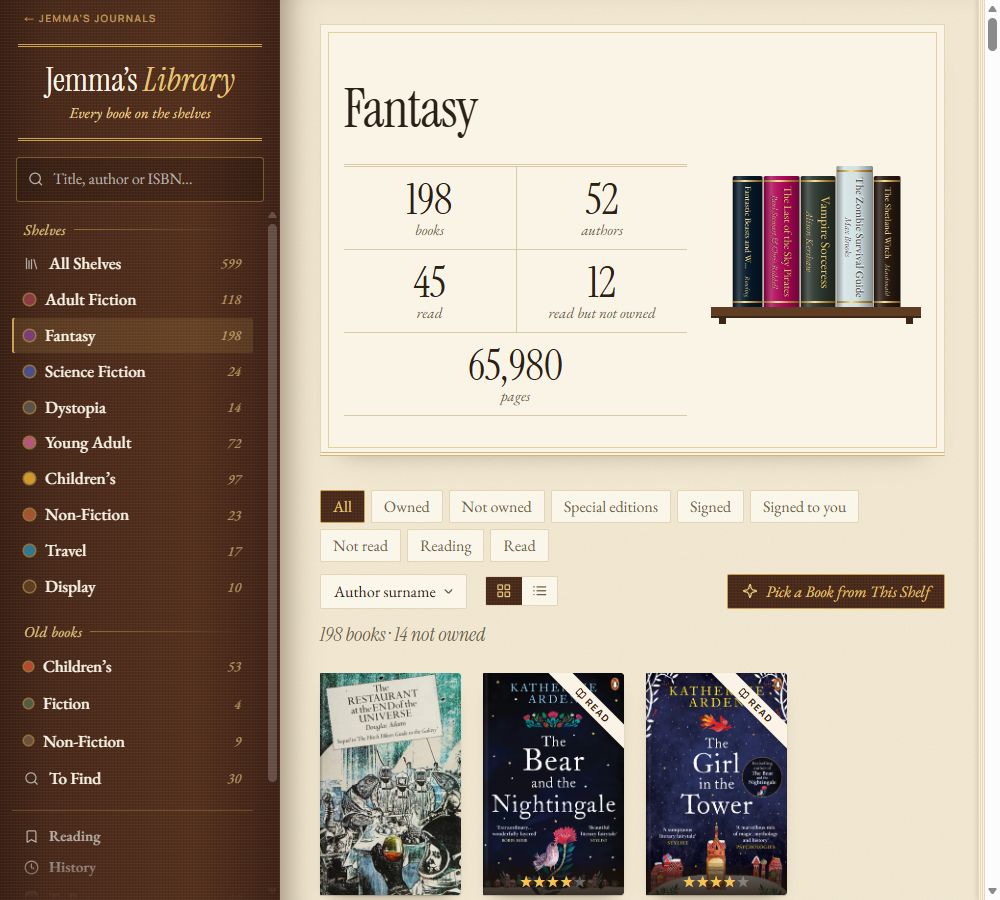 ← JEMMA'S JOURNALS
Jemma's Library
Every book on the shelves
Title, author or ISBN...
Shelves
All Shelves 599
Adult Fiction 118
Fantasy 198
Science Fiction 24
Dystopia 14
Young Adult 72
Children's 97
Non-Fiction 23
Travel 17
Display 10
Old books
Children's 53
Fiction 4
Non-Fiction 9
To Find 30
Reading
History
Fantasy
198
books
52
authors
45
read
12
read but not owned
65,980
pages
Fantastic Beasts and W... Rowling
The Last of the Sky Pirates
Vampire Sorceress Alison Kershaw
The Zombie Survival Guide Max Brooks
The Shetland Witch Macdonald
All
Owned
Not owned
Special editions
Signed
Signed to you
Not read
Reading
Read
Author surname
Pick a Book from This Shelf
198 books · 14 not owned
The
RESTAURANT
at the END of the
UNIVERSE
Douglas Adams
READ
ARDEN
The
Bear
and the
Nightingale
READ
ARDEN
The
Girl
in the
Tower